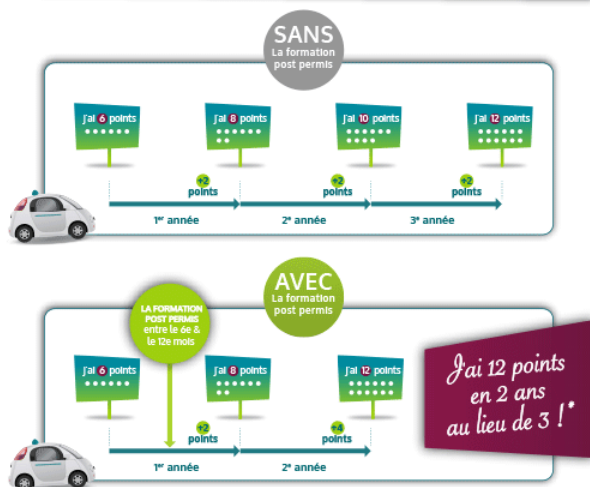 SANS
La formation
post permis
J'ai 6 points
J'ai 8 points
J'ai 10 points
J'ai 12 points
+2
points
+2
points
+2
points
1er année
2e année
3e année
AVEC
La formation
post permis
LA FORMATION
POST PERMIS
entre le 6e &
le 12e mois
J'ai 6 points
J'ai 8 points
J'ai 12 points
J'ai 12 points
en 2 ans
au lieu de 3 !*
+2
points
+4
points
1er année
2e année